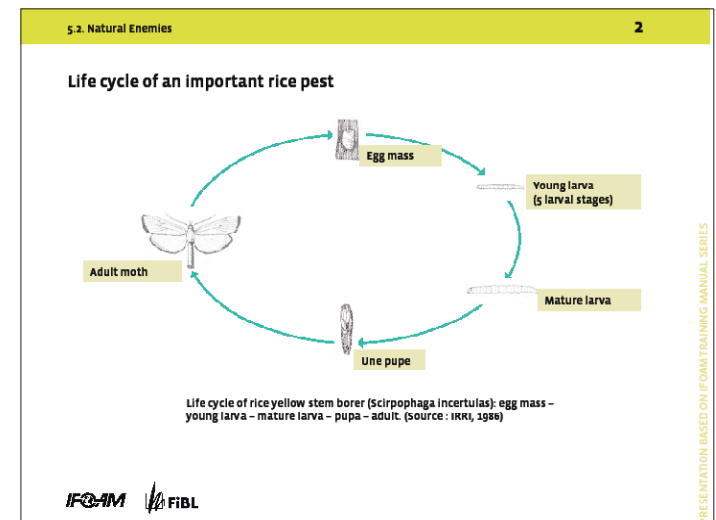 5.2. Natural Enemies
2
Life cycle of an important rice pest
Egg mass
Young larva
(5 larval stages)
Adult moth
Mature larva
Une pupe
Life cycle of rice yellow stem borer (Scirpophaga incertulas): egg mass –
young larva – mature larva – pupa – adult. (Source : IRRI, 1986)
IFOAM
FiBL
PRESENTATION BASED ON IFOAM TRAINING MANUAL SERIES